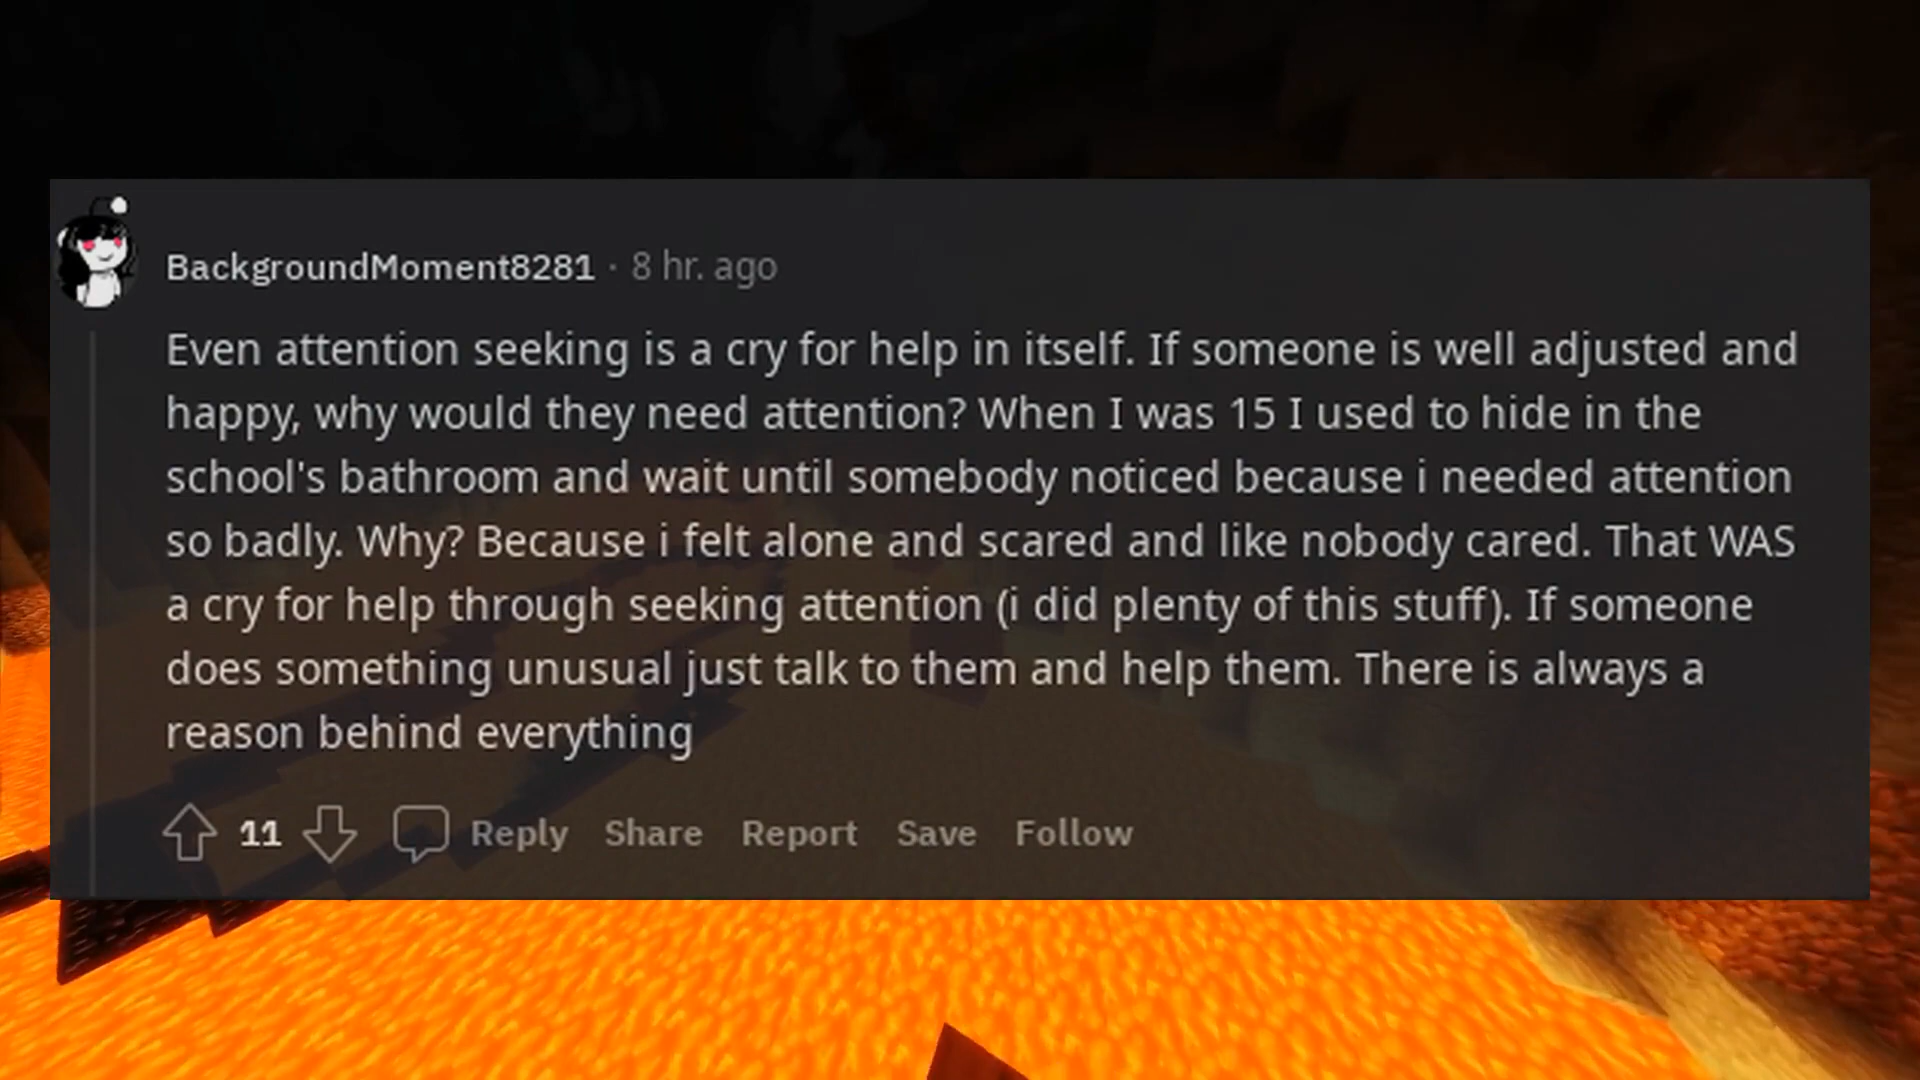 BackgroundMoment8281 · 8 hr. ago
Even attention seeking is a cry for help in itself. If someone is well adjusted and
happy, why would they need attention? When I was 15 I used to hide in the
school's bathroom and wait until somebody noticed because i needed attention
so badly. Why? Because i felt alone and scared and like nobody cared. That WAS
a cry for help through seeking attention (i did plenty of this stuff). If someone
does something unusual just talk to them and help them. There is always a
reason behind everything
11 Reply Share Report Save Follow